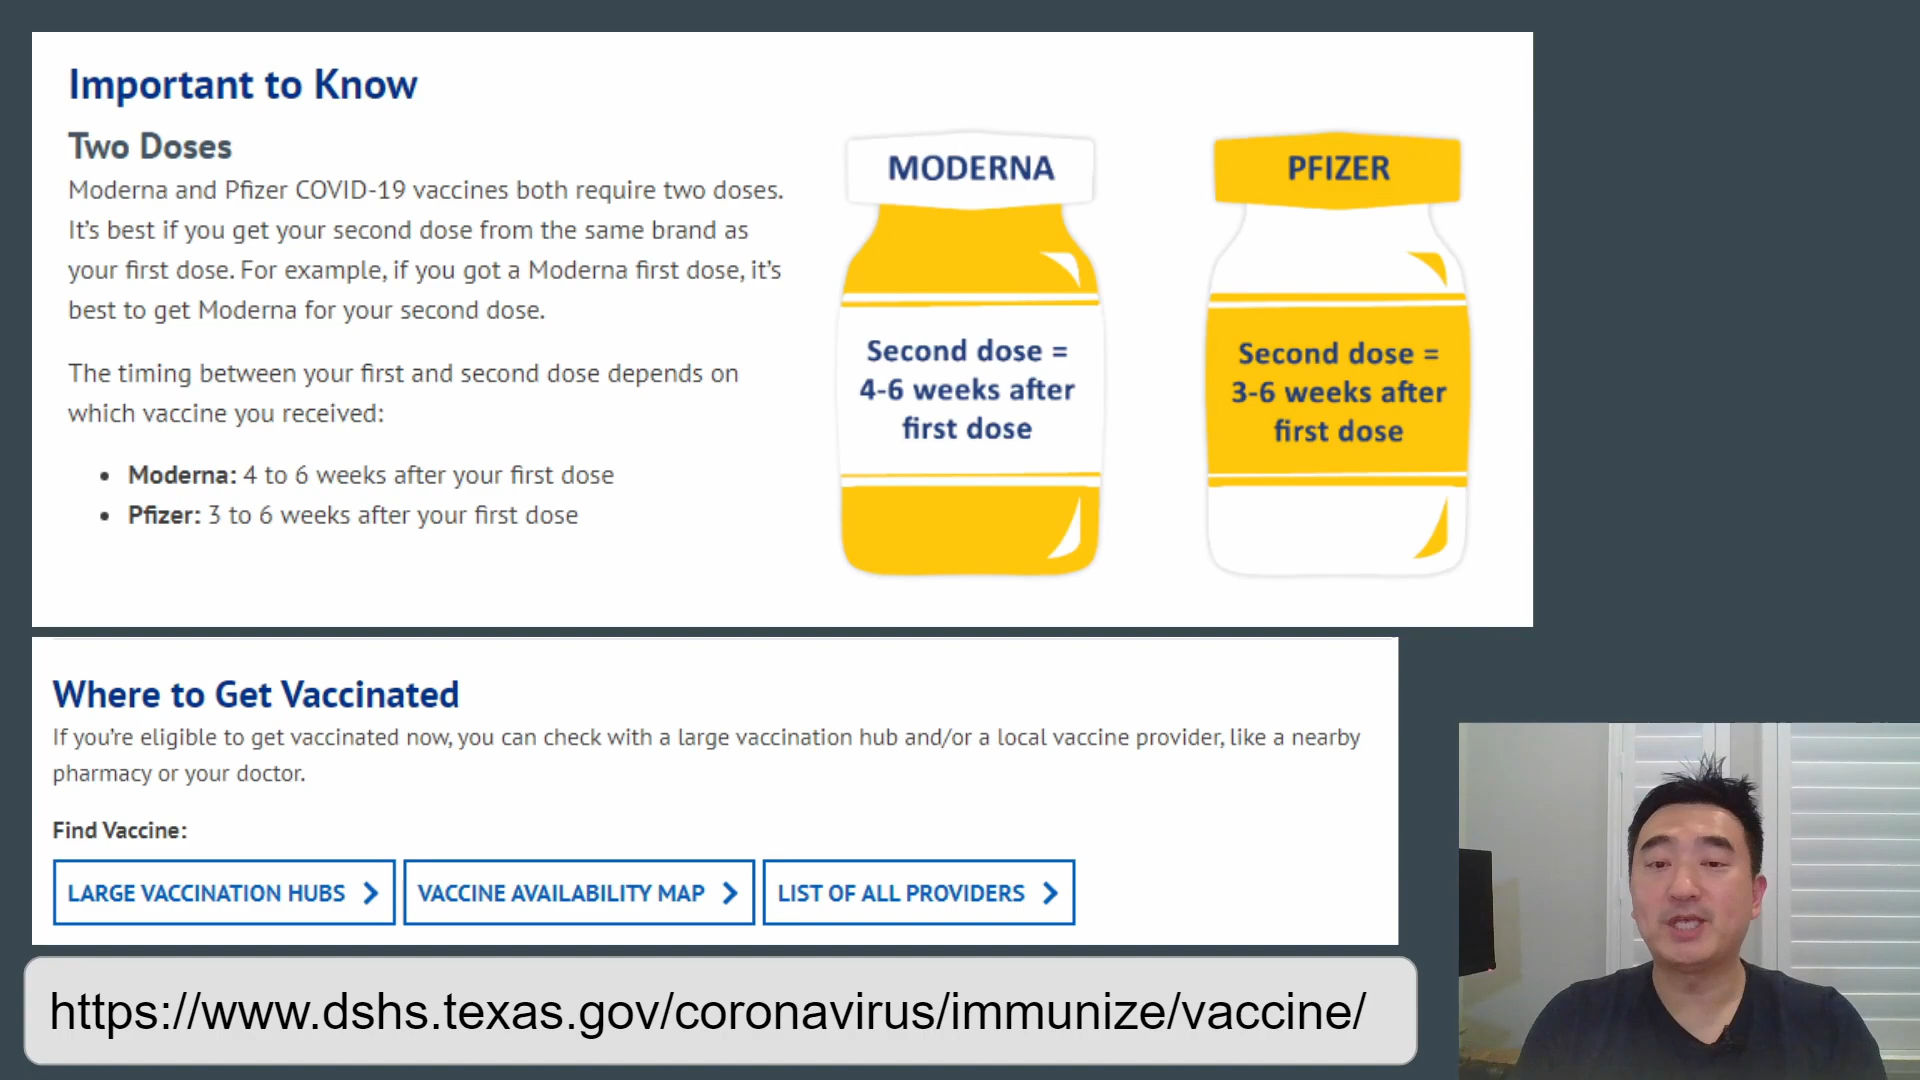 Important to Know
Two Doses
Moderna and Pfizer COVID-19 vaccines both require two doses.
It’s best if you get your second dose from the same brand as
your first dose. For example, if you got a Moderna first dose, it’s
best to get Moderna for your second dose.
The timing between your first and second dose depends on
which vaccine you received:
• Moderna: 4 to 6 weeks after your first dose
• Pfizer: 3 to 6 weeks after your first dose
MODERNA
Second dose =
4-6 weeks after
first dose
PFIZER
Second dose =
3-6 weeks after
first dose
Where to Get Vaccinated
If you’re eligible to get vaccinated now, you can check with a large vaccination hub and/or a local vaccine provider, like a nearby
pharmacy or your doctor.
Find Vaccine:
LARGE VACCINATION HUBS
VACCINE AVAILABILITY MAP
LIST OF ALL PROVIDERS
https://www.dshs.texas.gov/coronavirus/immunize/vaccine/